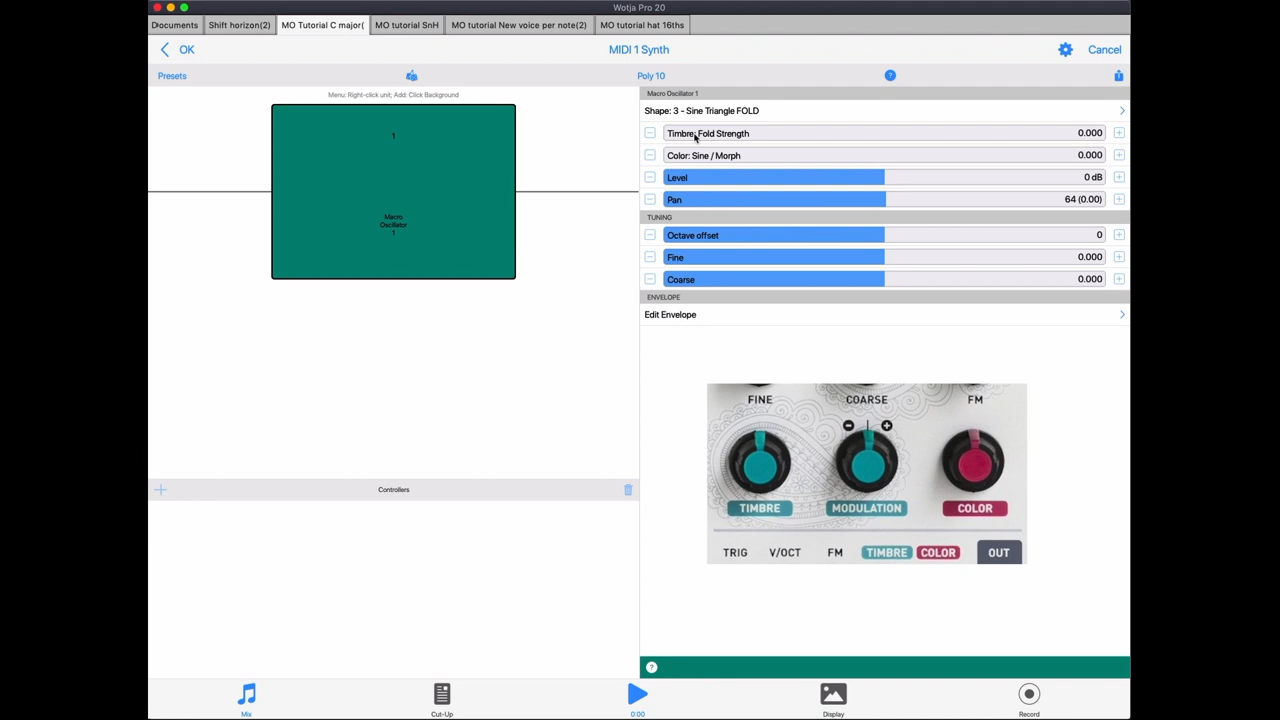 Wotja Pro 20
Documents
Shift horizon(2)
MO Tutorial C major(
MO tutorial SnH
MO tutorial New voice per note(2)
MO tutorial hat 16ths
OK
MIDI 1 Synth
Cancel
Presets
Poly 10
?
Menu: Right-click unit; Add: Click Background
1
Macro
Oscillator
1
Macro Oscillator 1
Shape: 3 - Sine Triangle FOLD
Timbre: Fold Strength 0.000
Color: Sine / Morph 0.000
Level 0 dB
Pan 64 (0.00)
TUNING
Octave offset 0
Fine 0.000
Coarse 0.000
ENVELOPE
Edit Envelope
FINE COARSE FM
TIMBRE MODULATION COLOR
TRIG V/OCT FM TIMBRE COLOR OUT
Controllers
?
Mix
Cut-Up
0:00
Display
Record